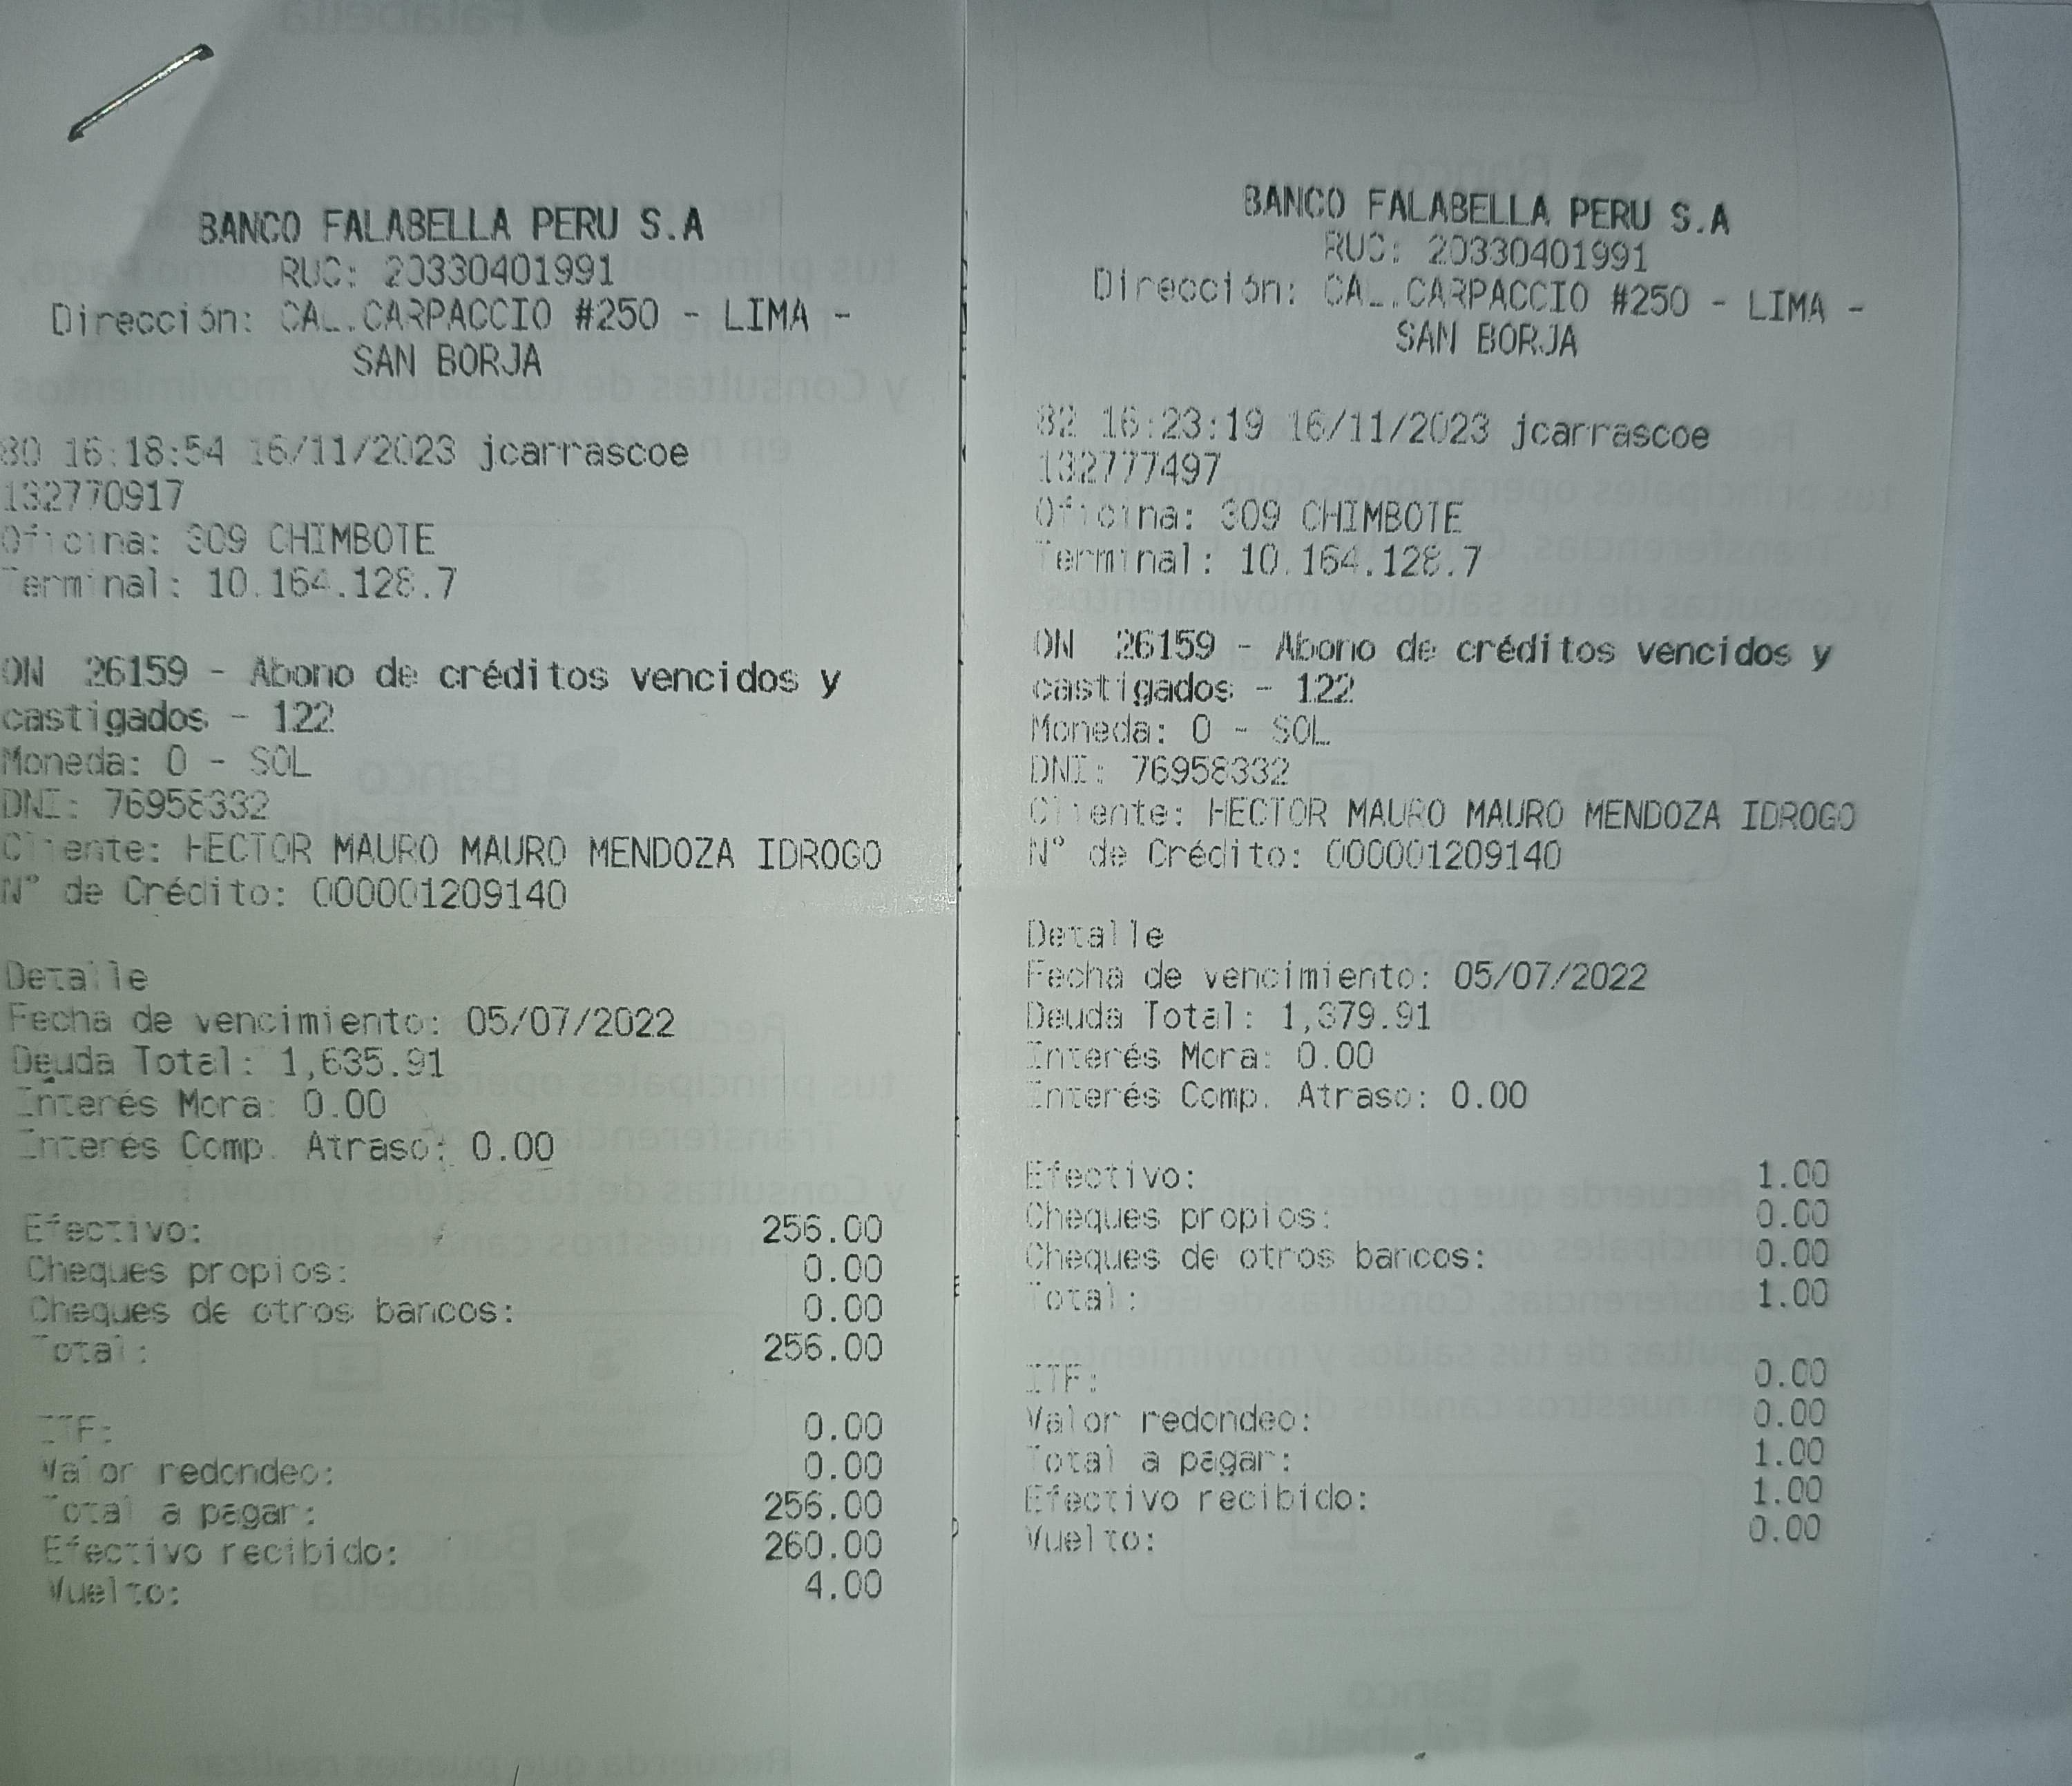 BANCO FALABELLA PERU S.A
RUC: 20330401991
Dirección: CAL.CARPACCIO #250 - LIMA -
SAN BORJA
80 16:18:54 16/11/2023 jcarrascoe
132770917
Oficina: 309 CHIMBOTE
Terminal: 10.164.128.7
ON 26159 - Abono de créditos vencidos y
castigados - 122
Moneda: 0 - SOL
DNI: 76958332
Cliente: HECTOR MAURO MAURO MENDOZA IDROGO
N° de Crédito: 000001209140
Detalle
Fecha de vencimiento: 05/07/2022
Deuda Total: 1,635.91
Interés Mora: 0.00
Interés Comp. Atraso: 0.00
Efectivo: 256.00
Cheques propios: 0.00
Cheques de otros bancos: 0.00
Total: 256.00
ITF: 0.00
Valor redondeo: 0.00
Total a pagar: 256.00
Efectivo recibido: 260.00
Vuelto: 4.00
BANCO FALABELLA PERU S.A
RUC: 20330401991
Dirección: CAL.CARPACCIO #250 - LIMA -
SAN BORJA
82 16:23:19 16/11/2023 jcarrascoe
132777497
Oficina: 309 CHIMBOTE
Terminal: 10.164.128.7
ON 26159 - Abono de créditos vencidos y
castigados - 122
Moneda: 0 - SOL
DNI: 76958332
Cliente: HECTOR MAURO MAURO MENDOZA IDROGO
N° de Crédito: 000001209140
Detalle
Fecha de vencimiento: 05/07/2022
Deuda Total: 1,379.91
Interés Mora: 0.00
Interés Comp. Atraso: 0.00
Efectivo: 1.00
Cheques propios: 0.00
Cheques de otros bancos: 0.00
Total: 1.00
ITF: 0.00
Valor redondeo: 0.00
Total a pagar: 1.00
Efectivo recibido: 1.00
Vuelto: 0.00